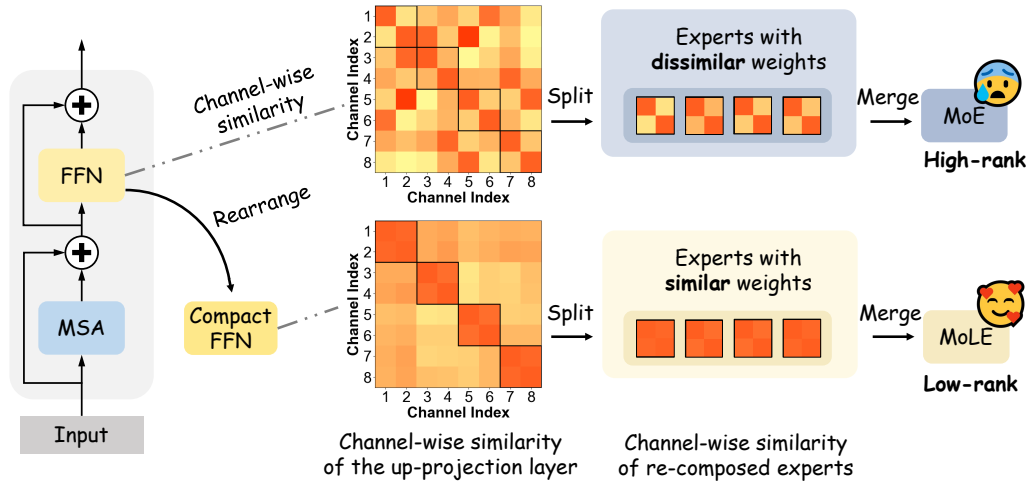 FFN
MSA
Input
Rearrange
Compact
FFN
Channel-wise
similarity
Channel Index
1
2
3
4
5
6
7
8
1 2 3 4 5 6 7 8
Channel Index
Split
Experts with
dissimilar weights
Merge
MoE
High-rank
Channel Index
1
2
3
4
5
6
7
8
1 2 3 4 5 6 7 8
Channel Index
Split
Experts with
similar weights
Merge
MoLE
Low-rank
Channel-wise similarity
of the up-projection layer
Channel-wise similarity
of re-composed experts